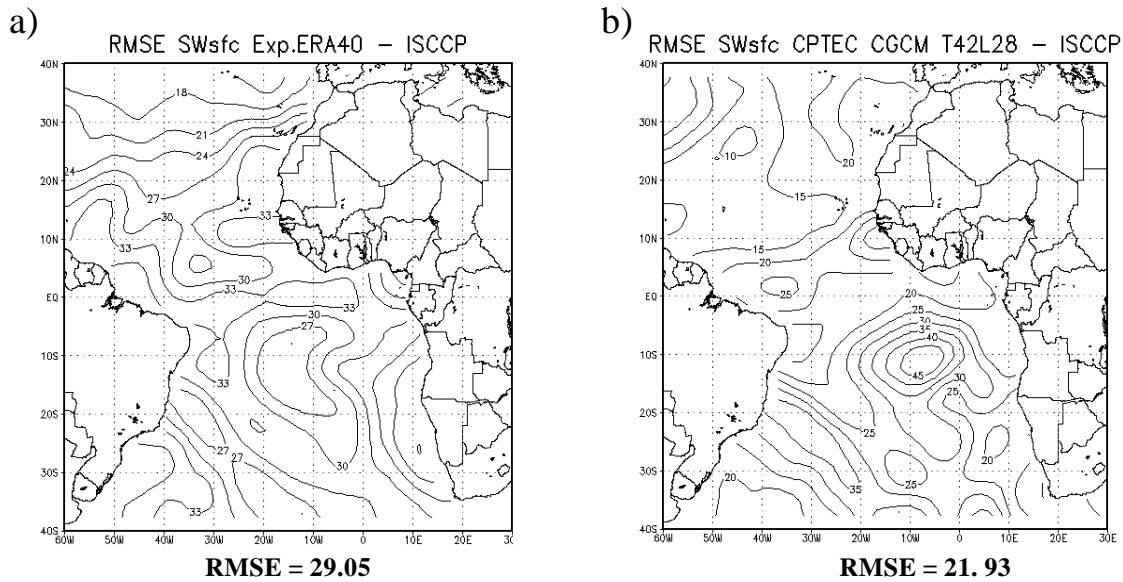 a)
RMSE SWsfc Exp.ERA40 – ISCCP
40N
30N
20N
10N
EQ
10S
20S
30S
40S
60W 50W 40W 30W 20W 10W 0 10E 20E 30
18
21
24
24
27
30
33
33
33
30
33
33
30
27
33
27
27
30
33
0
RMSE = 29.05
b)
RMSE SWsfc CPTEC CGCM T42L28 – ISCCP
40N
30N
20N
10N
EQ
10S
20S
30S
40S
60W 50W 40W 30W 20W 10W 0 10E 20E 30E
10
20
15
15
20
25
20
25
30
35
40
45
30
25
25
20
25
20
35
RMSE = 21. 93